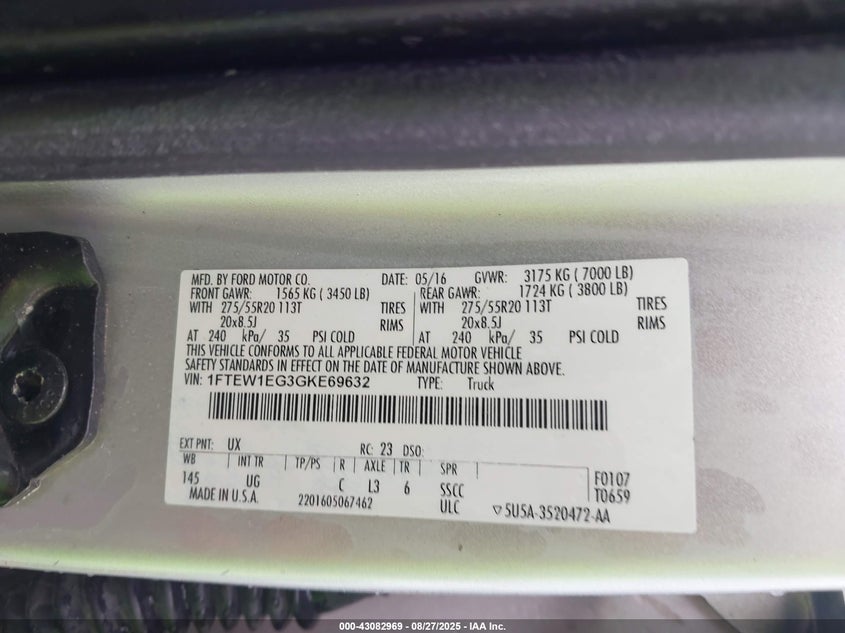 MFD. BY FORD MOTOR CO. DATE: 05/16 GVWR: 3175 KG ( 7000 LB)
FRONT GAWR: 1565 KG ( 3450 LB) REAR GAWR: 1724 KG ( 3800 LB)
WITH 275/55R20 113T TIRES WITH 275/55R20 113T TIRES
20x8.5J RIMS 20x8.5J RIMS
AT 240 kPa/ 35 PSI COLD AT 240 kPa/ 35 PSI COLD
THIS VEHICLE CONFORMS TO ALL APPLICABLE FEDERAL MOTOR VEHICLE
SAFETY STANDARDS IN EFFECT ON THE DATE OF MANUFACTURE SHOWN ABOVE.
VIN: 1FTEW1EG3GKE69632 TYPE: Truck
EXT PNT: UX RC: 23 DSO:
WB INT TR TP/PS R AXLE TR SPR
145 UG C L3 6 SSCC F0107
MADE IN U.S.A. 2201605067462 ULC T0659
▽5U5A-3520472-AA
000-43082969 - 08/27/2025 - IAA Inc.